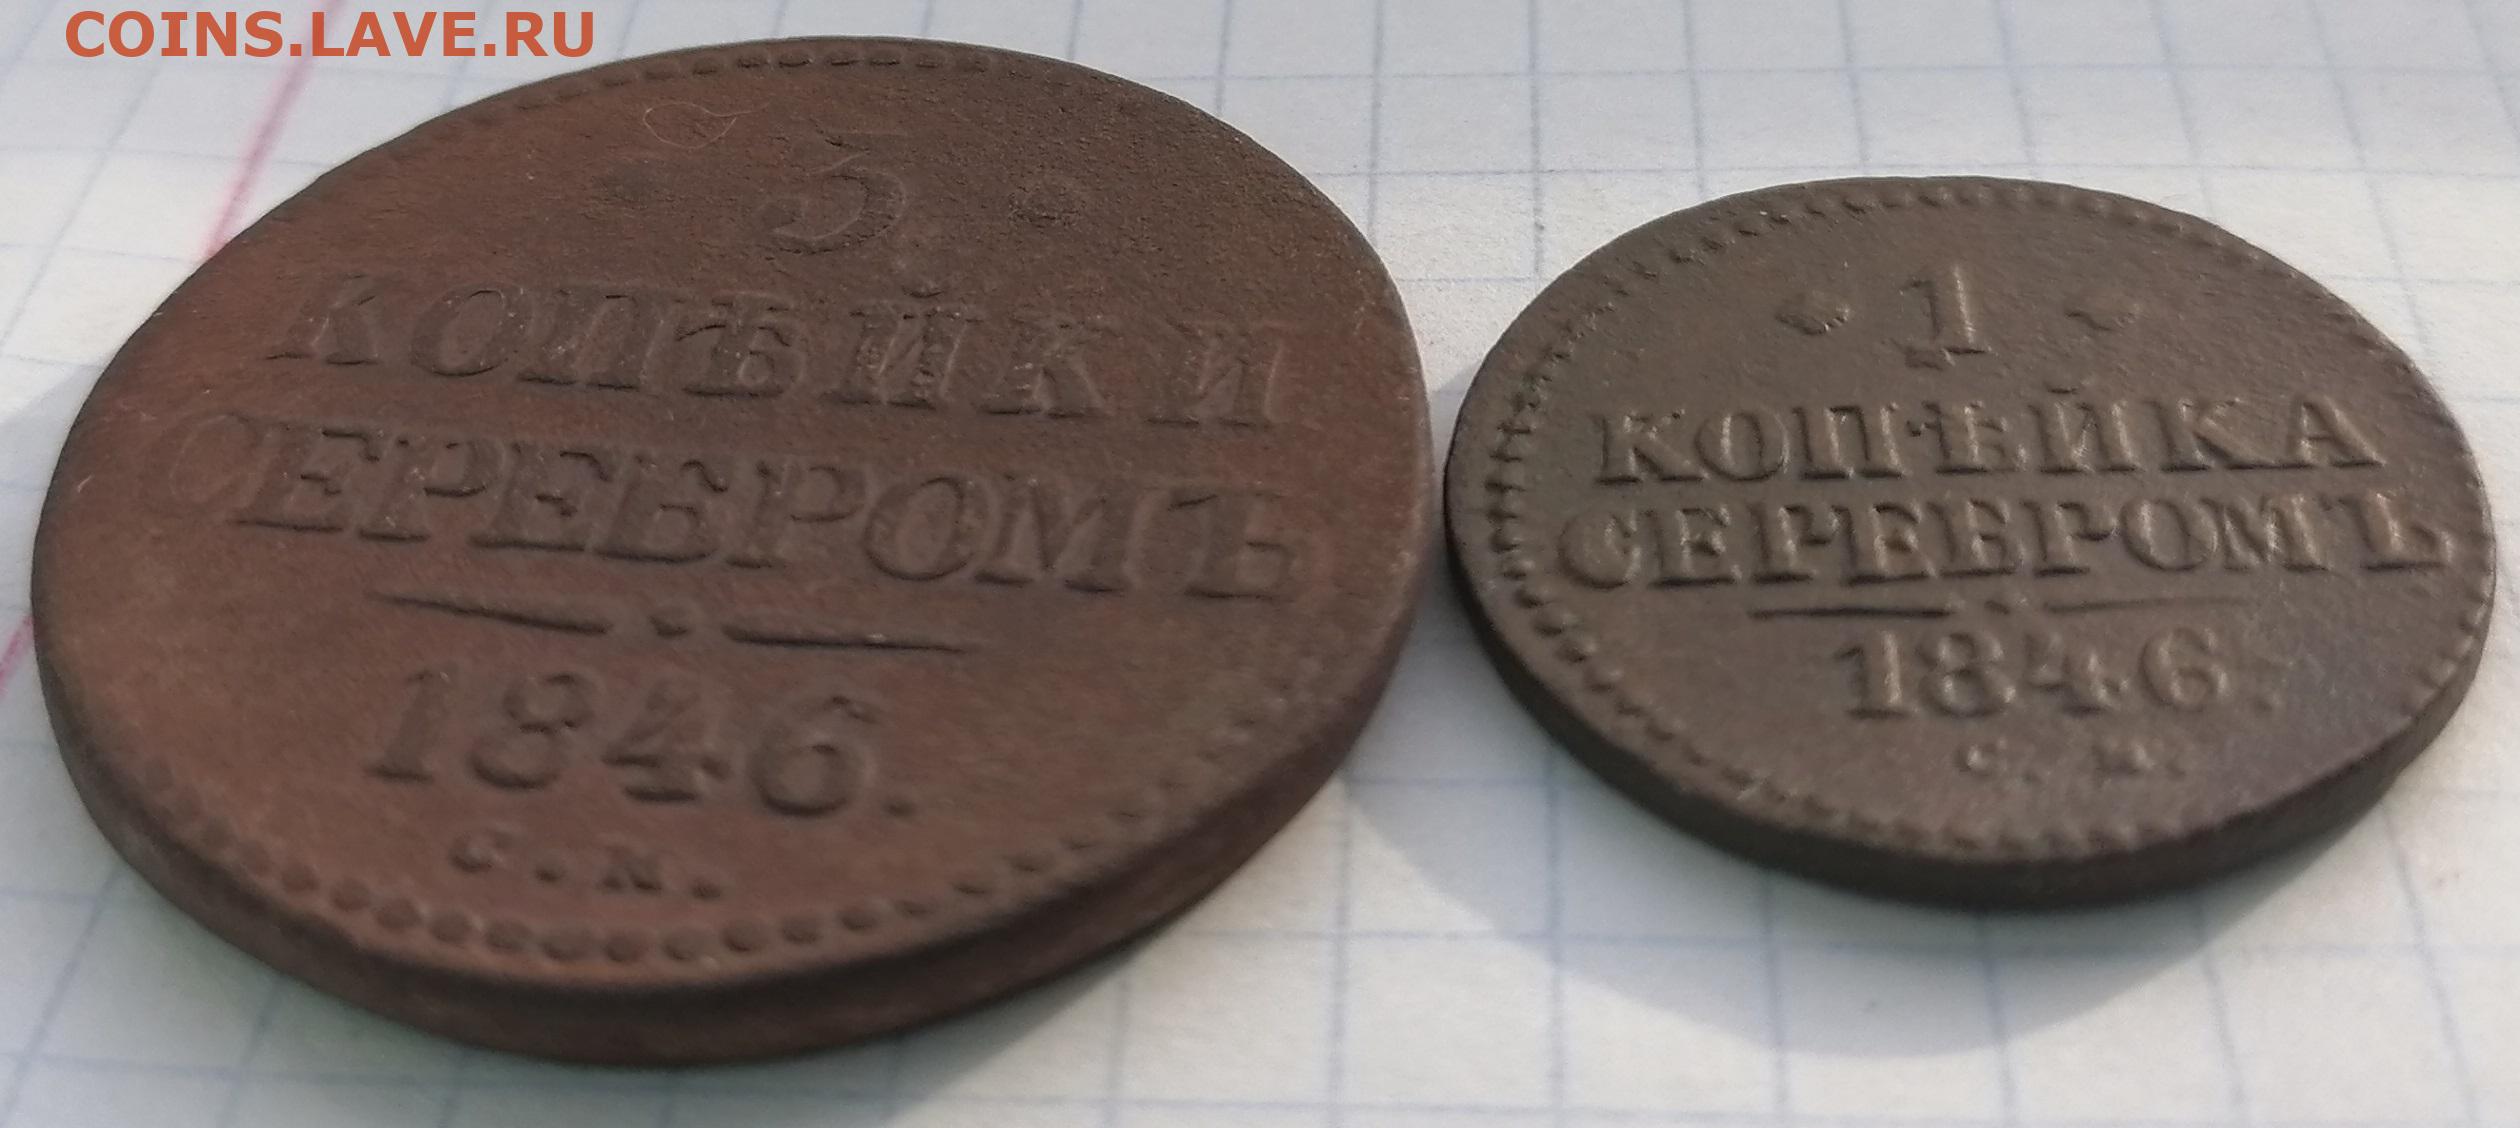 COINS.LAVE.RU
3
КОПѢЙКИ
СЕРЕБРОМЪ
1846.
С.М.
1
КОПѢЙКА
СЕРЕБРОМЪ
1846.
С.М.